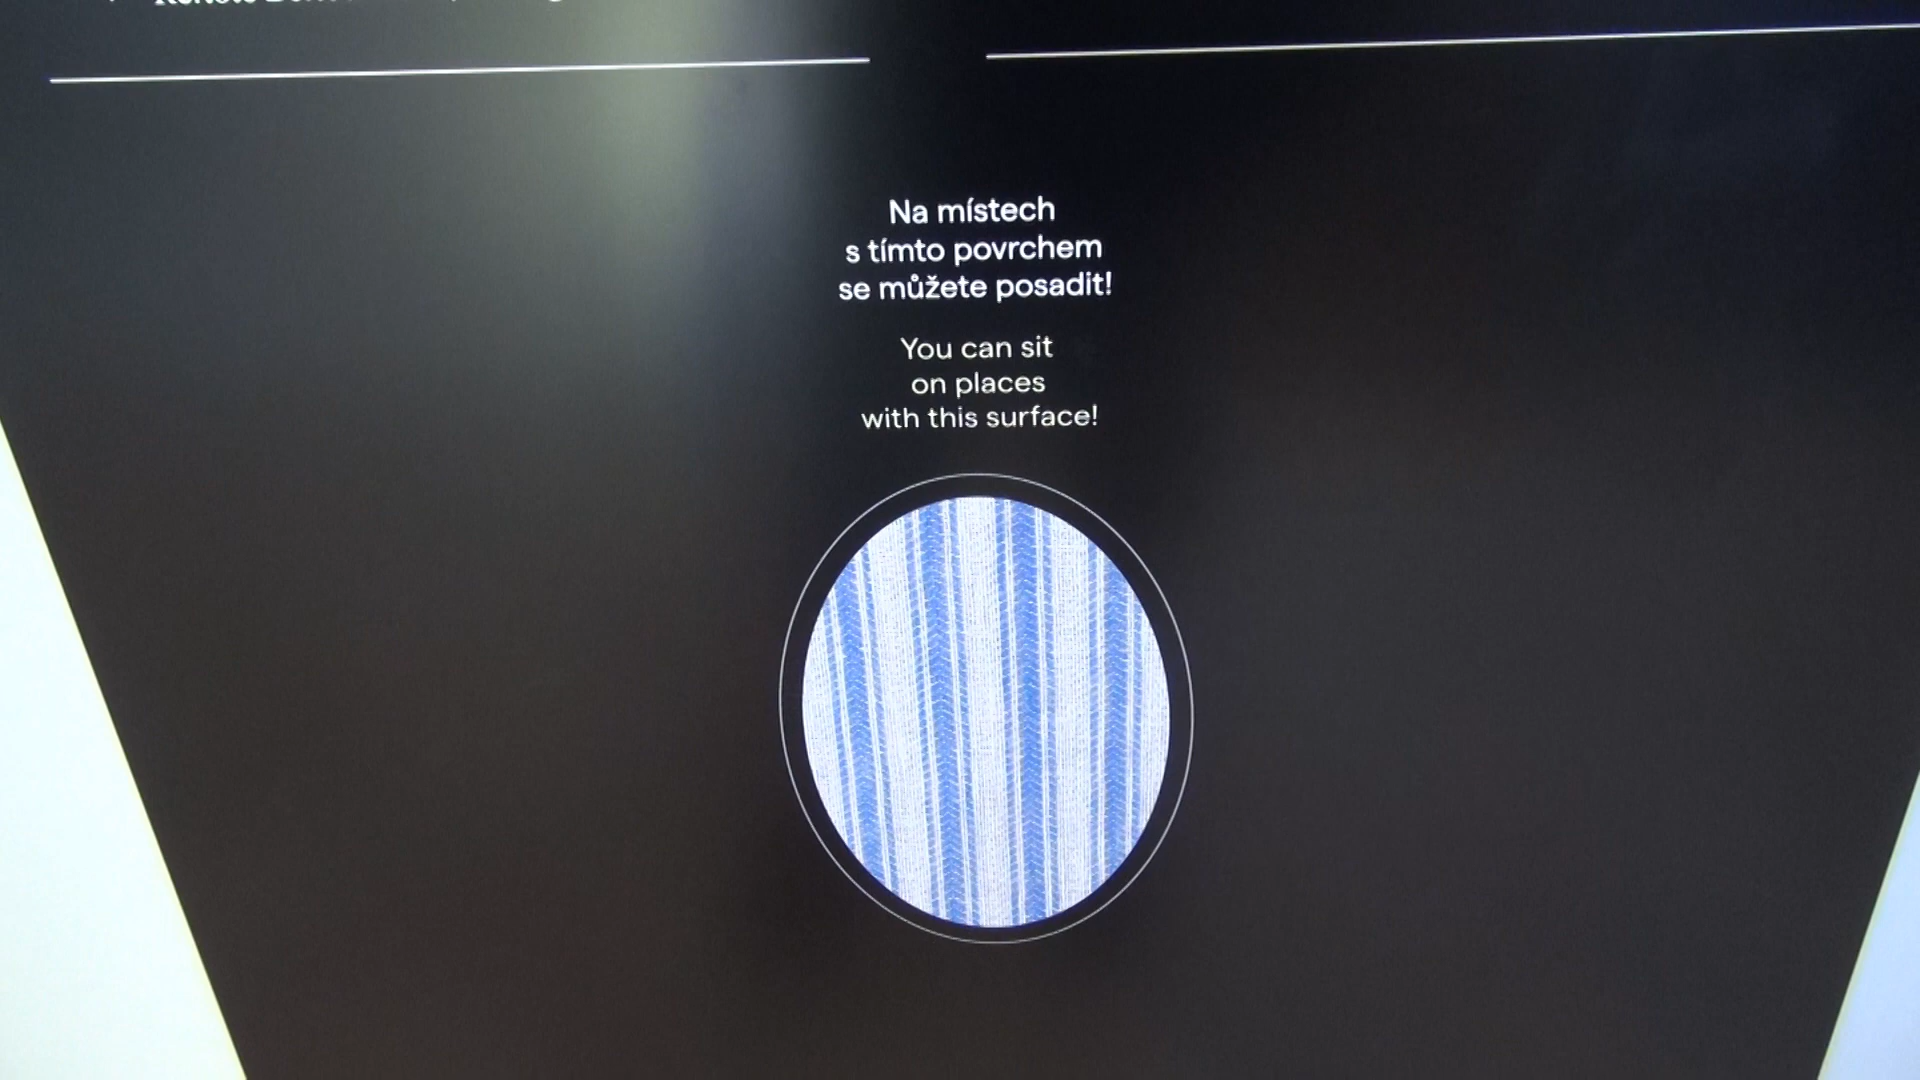 Na místech
s tímto povrchem
se můžete posadit!
You can sit
on places
with this surface!